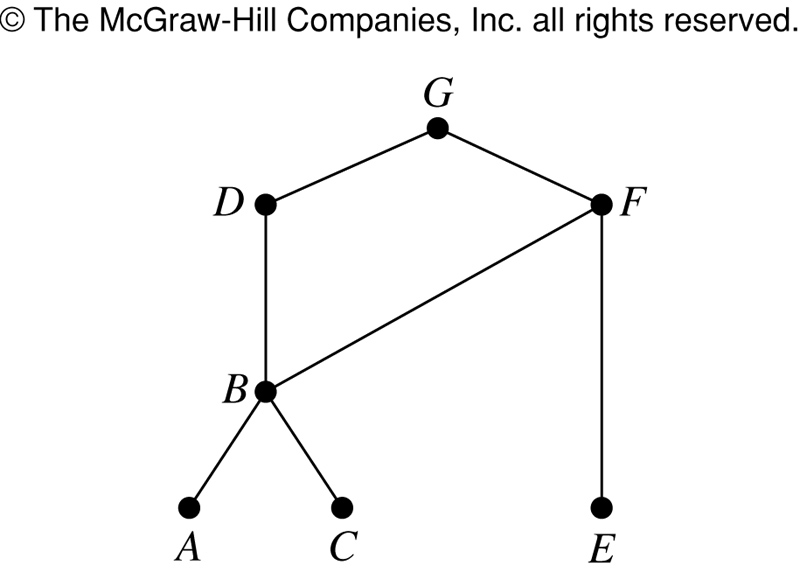 © The McGraw-Hill Companies, Inc. all rights reserved.
G
D
F
B
A
C
E